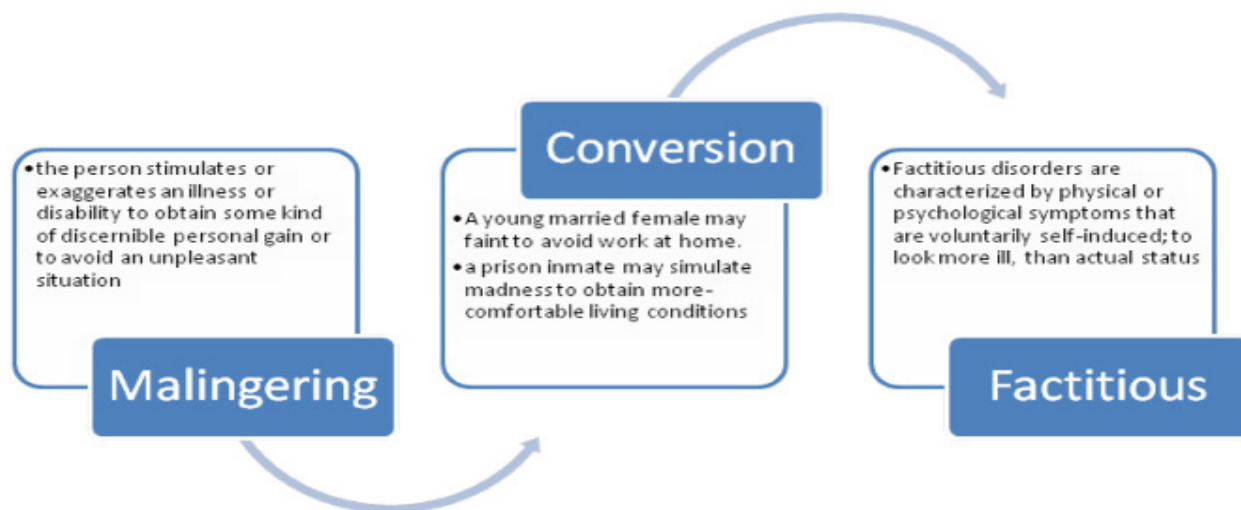 •the person stimulates or
exaggerates an illness or
disability to obtain some kind
of discernible personal gain or
to avoid an unpleasant
situation
Malingering
Conversion
•A young married female may
faint to avoid work at home.
•a prison inmate may simulate
madness to obtain more-
comfortable living conditions
•Factitious disorders are
characterized by physical or
psychological symptoms that
are voluntarily self-induced; to
look more ill, than actual status
Factitious